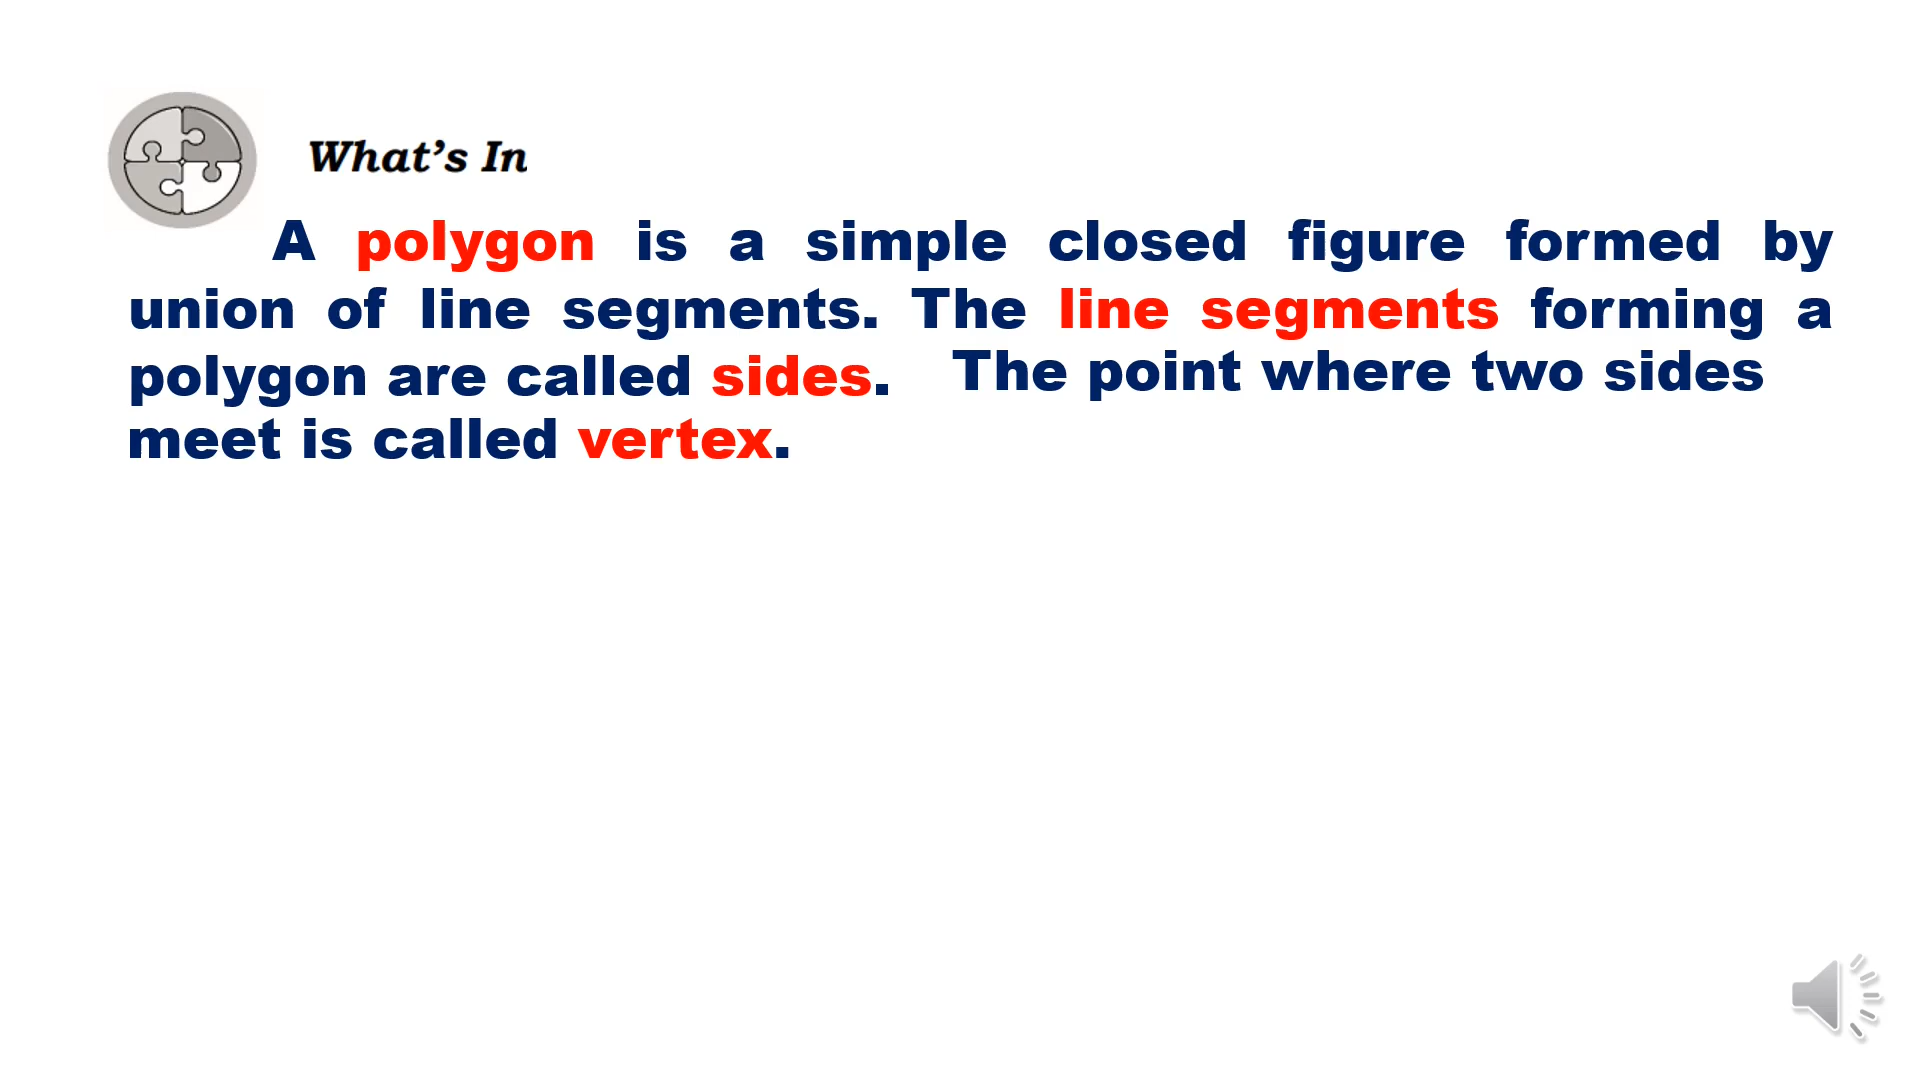 What's In
A polygon is a simple closed figure formed by
union of line segments. The line segments forming a
polygon are called sides. The point where two sides
meet is called vertex.